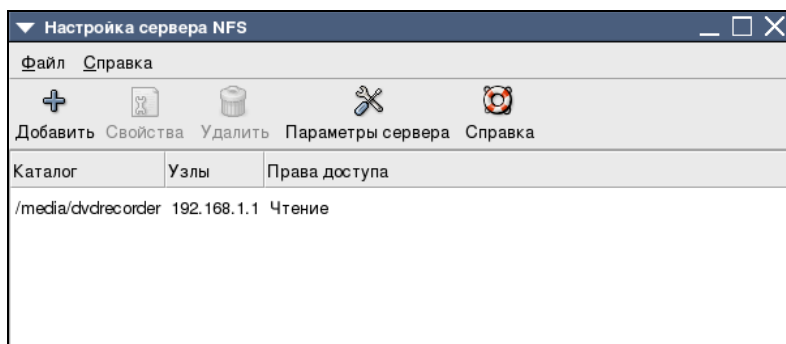 Настройка сервера NFS
Файл Справка
Добавить Свойства Удалить Параметры сервера Справка
Каталог Узлы Права доступа
/media/dvdrecorder 192.168.1.1 Чтение